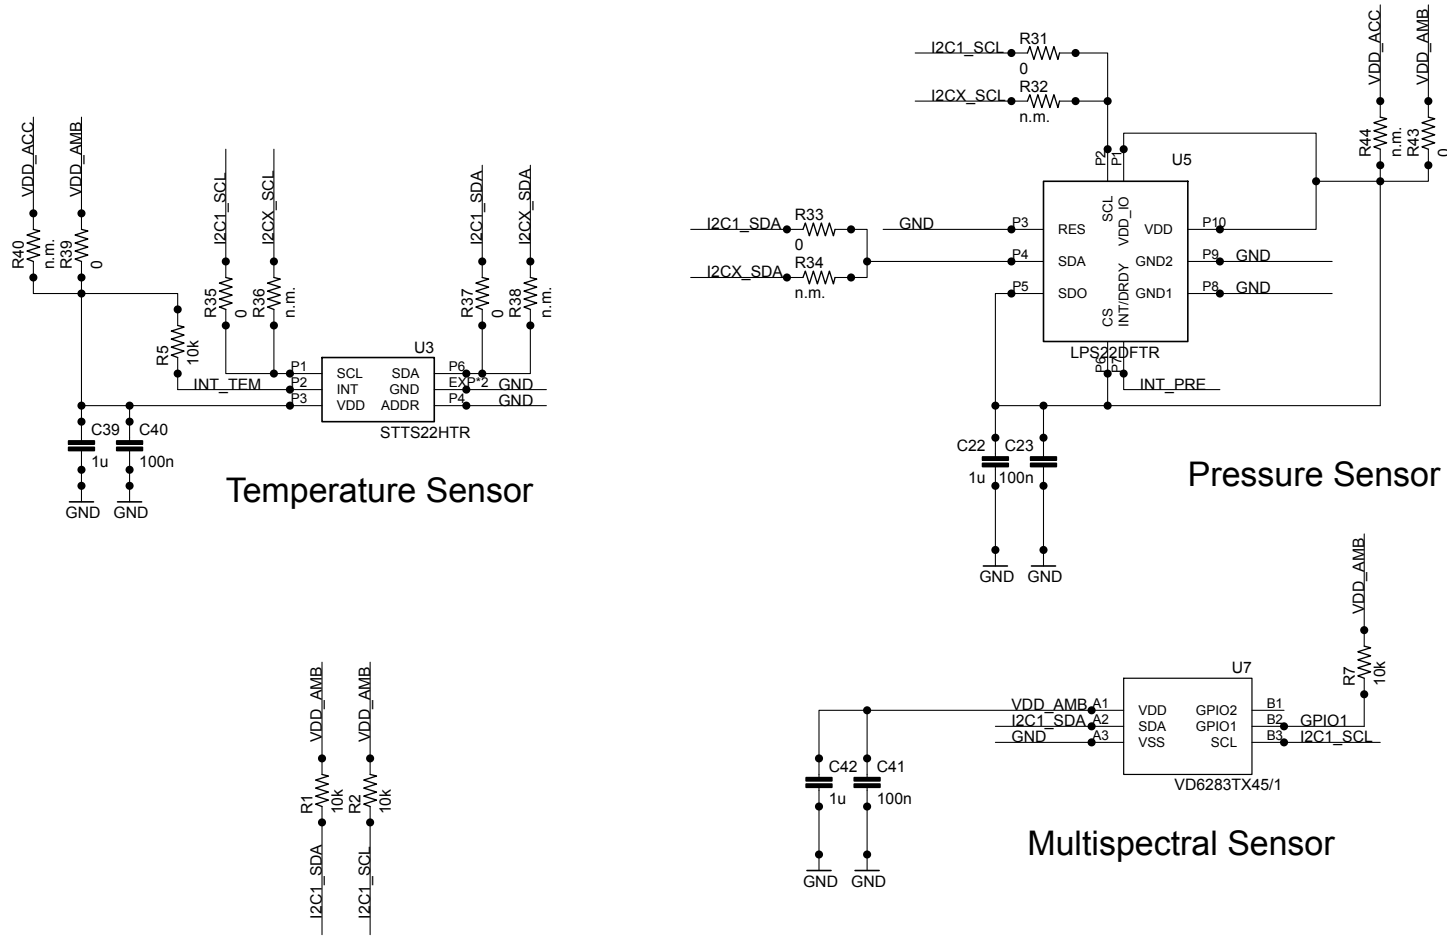 VDD_ACC
VDD_AMB
R40
n.m.
R39
0
I2C1_SCL
I2CX_SCL
I2C1_SDA
I2CX_SDA
R35
0
R36
n.m.
R37
0
R38
n.m.
R5
10k
U3
INT_TEM
P1
P2
P3
SCL
INT
VDD
SDA
GND
ADDR
P6
EXP*2
P4
GND
GND
STTS22HTR
C39
1u
C40
100n
GND
GND
Temperature Sensor
I2C1_SCL
R31
0
I2CX_SCL
R32
n.m.
VDD_ACC
VDD_AMB
R44
n.m.
R43
0
P2
P1
U5
I2C1_SDA
R33
0
I2CX_SDA
R34
n.m.
GND
P3
P4
P5
RES
SDA
SDO
SCL
VDD_IO
VDD
GND2
GND1
CS
INT/DRDY
P10
P9
GND
P8
GND
LPS22DFTR
P6
P7
INT_PRE
C22
1u
C23
100n
GND
GND
Pressure Sensor
VDD_AMB
VDD_AMB
R1
10k
R2
10k
I2C1_SDA
I2C1_SCL
VDD_AMB
R7
10k
U7
VDD_AMB
A1
I2C1_SDA
A2
GND
A3
VDD
SDA
VSS
GPIO2
GPIO1
SCL
B1
B2
GPIO1
B3
I2C1_SCL
VD6283TX45/1
C42
1u
C41
100n
GND
GND
Multispectral Sensor